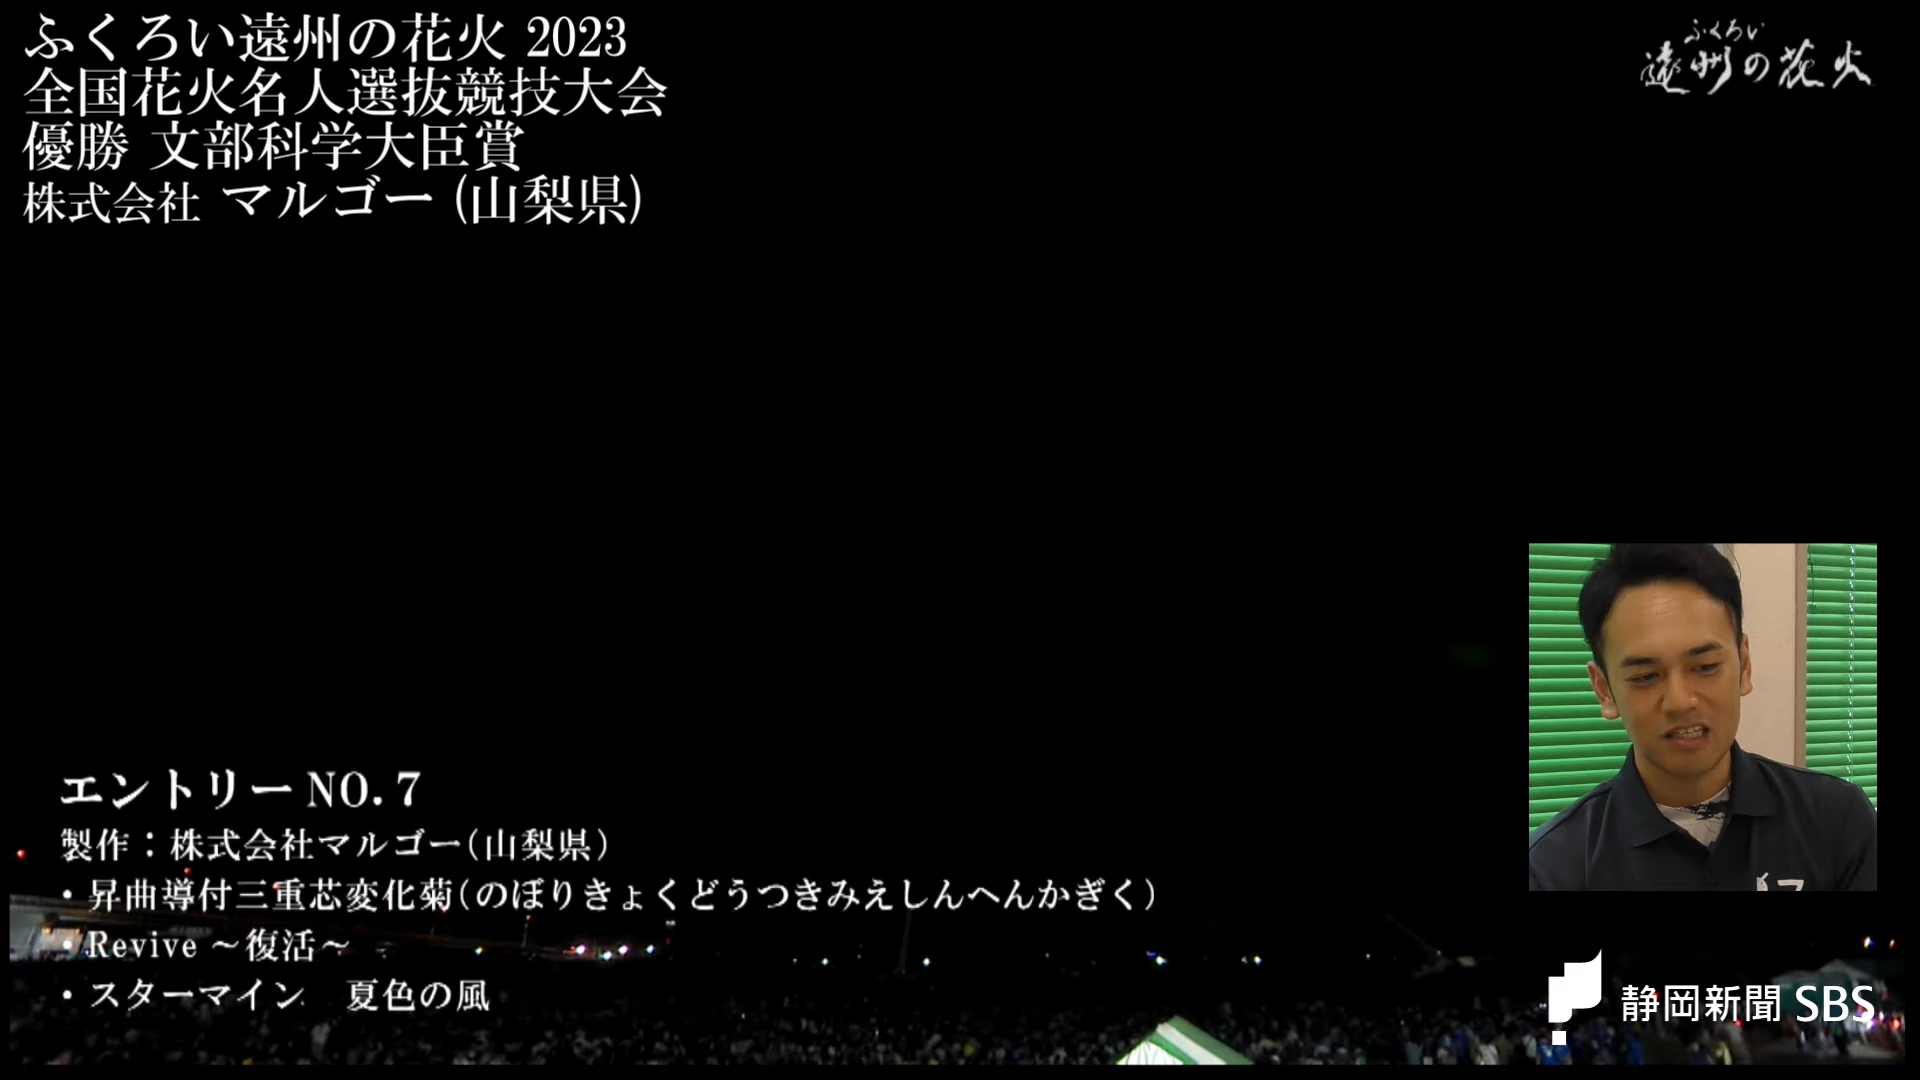 ふくろい遠州の花火 2023
全国花火名人選抜競技大会
優勝 文部科学大臣賞
株式会社 マルゴー (山梨県)
ふくろい
遠州の花火
エントリーNO.7
製作：株式会社マルゴー(山梨県)
・昇曲導付三重芯変化菊(のぼりきょくどうつきみえしんへんかぎく)
・Revive ～復活～
・スターマイン　夏色の風
静岡新聞SBS